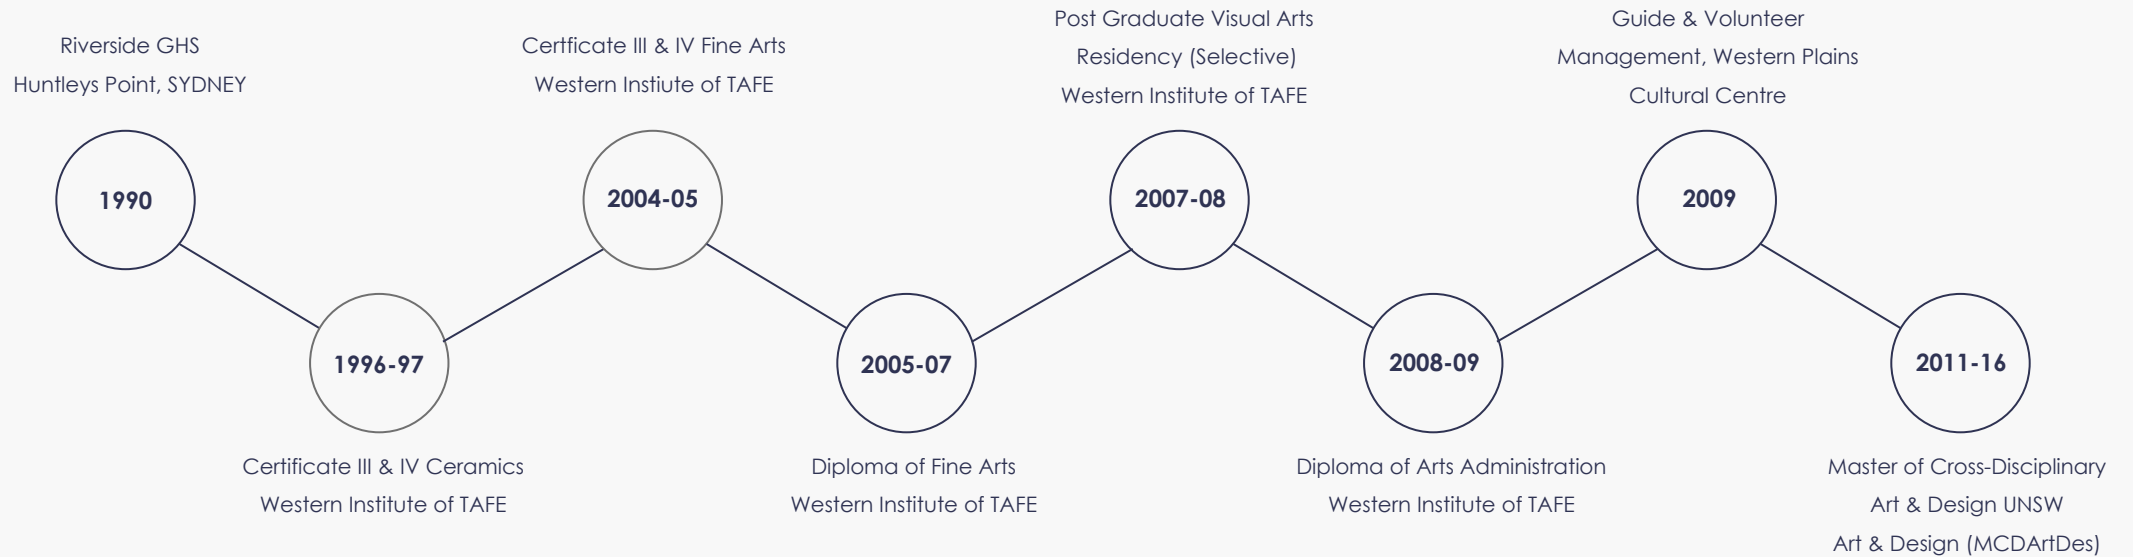 Riverside GHS
Huntleys Point, SYDNEY
1990
1996-97
Certificate III & IV Ceramics
Western Institute of TAFE
Certficate III & IV Fine Arts
Western Instiute of TAFE
2004-05
2005-07
Diploma of Fine Arts
Western Institute of TAFE
Post Graduate Visual Arts
Residency (Selective)
Western Institute of TAFE
2007-08
2008-09
Diploma of Arts Administration
Western Institute of TAFE
Guide & Volunteer
Management, Western Plains
Cultural Centre
2009
2011-16
Master of Cross-Disciplinary
Art & Design UNSW
Art & Design (MCDArtDes)